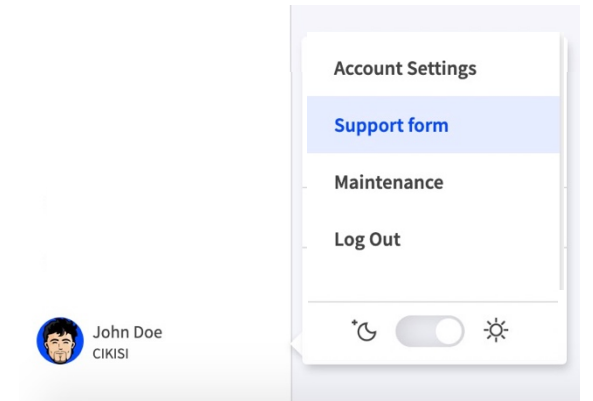 Account Settings
Support form
Maintenance
Log Out
John Doe
CIKISI